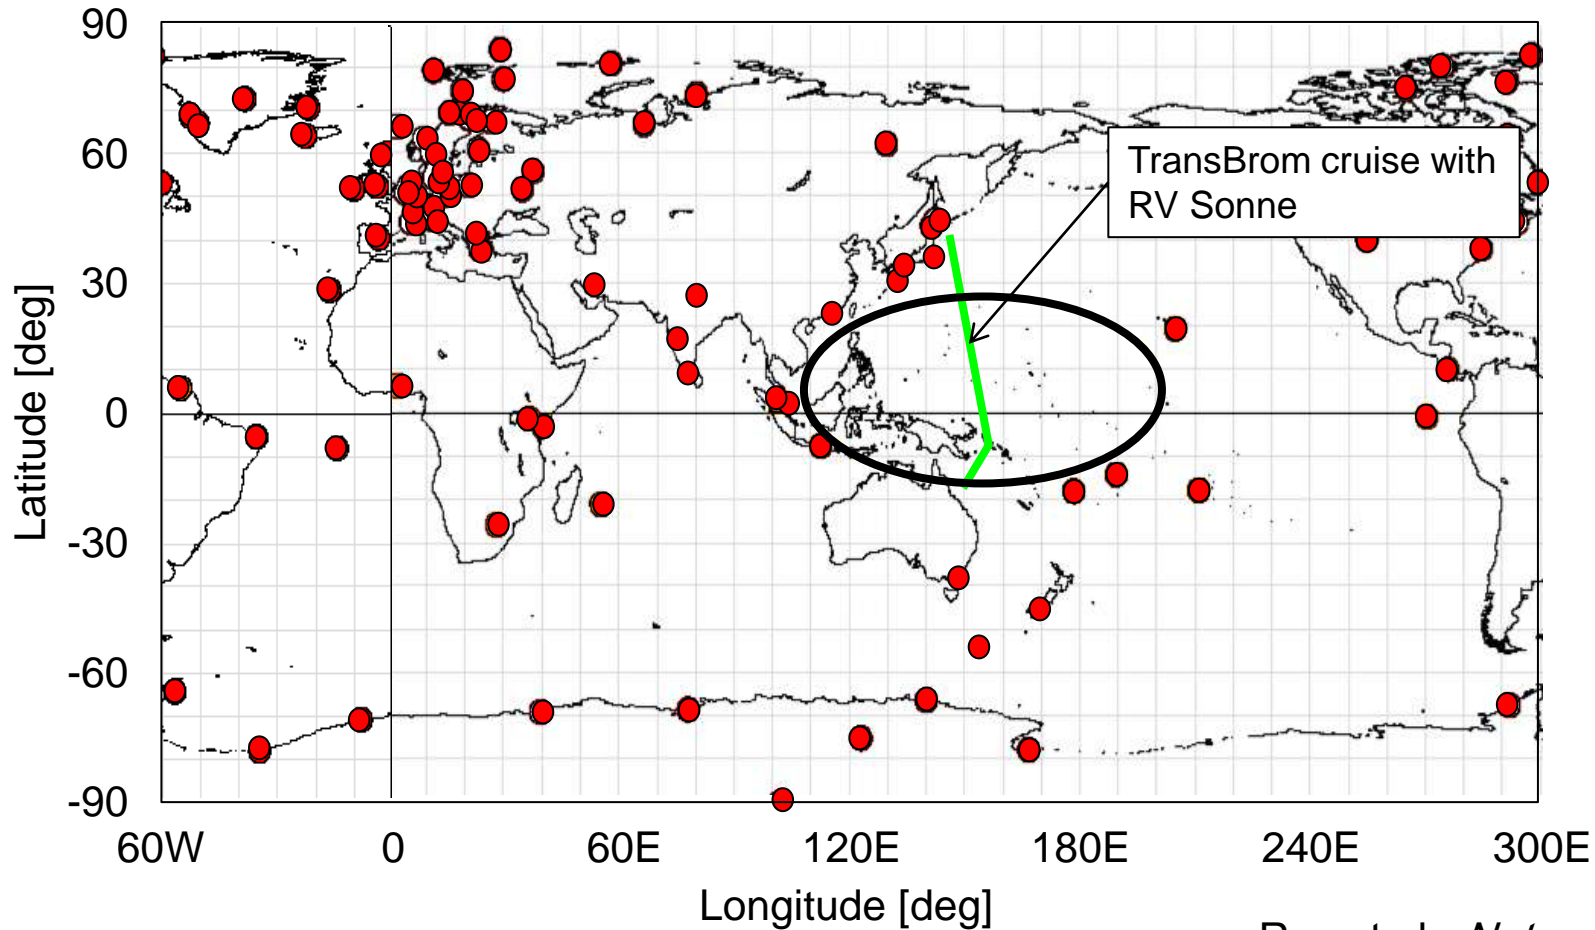 90
60
30
0
-30
-60
-90
Latitude [deg]
TransBrom cruise with
RV Sonne
60W 0 60E 120E 180E 240E 300E
Longitude [deg]